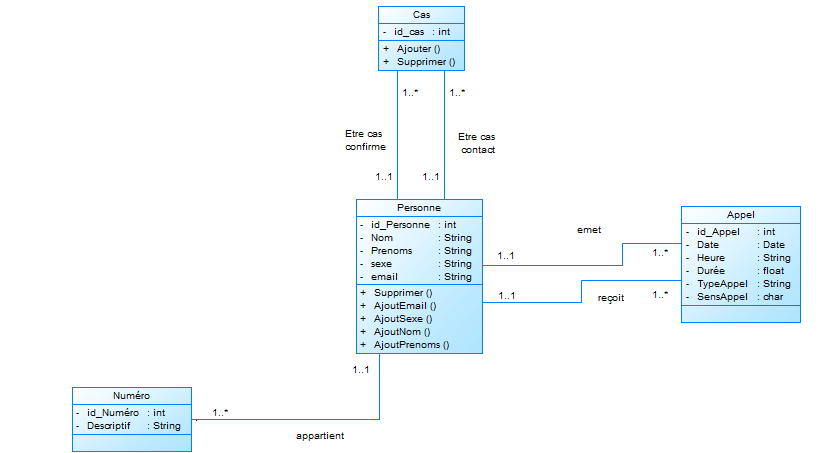 Cas
- id_cas : int
+ Ajouter ()
+ Supprimer ()
1..* 1..*
Etre cas
confirme
Etre cas
contact
1..1 1..1
Personne
- id_Personne : int
- Nom : String
- Prenoms : String
- sexe : String
- email : String
+ Supprimer ()
+ AjoutEmail ()
+ AjoutSexe ()
+ AjoutNom ()
+ AjoutPrenoms ()
emet
1..1 1..*
1..1 1..*
reçoit
Appel
- id_Appel : int
- Date : Date
- Heure : String
- Durée : float
- TypeAppel : String
- SensAppel : char
1..1
Numéro
- id_Numéro : int
- Descriptif : String
1..*
appartient